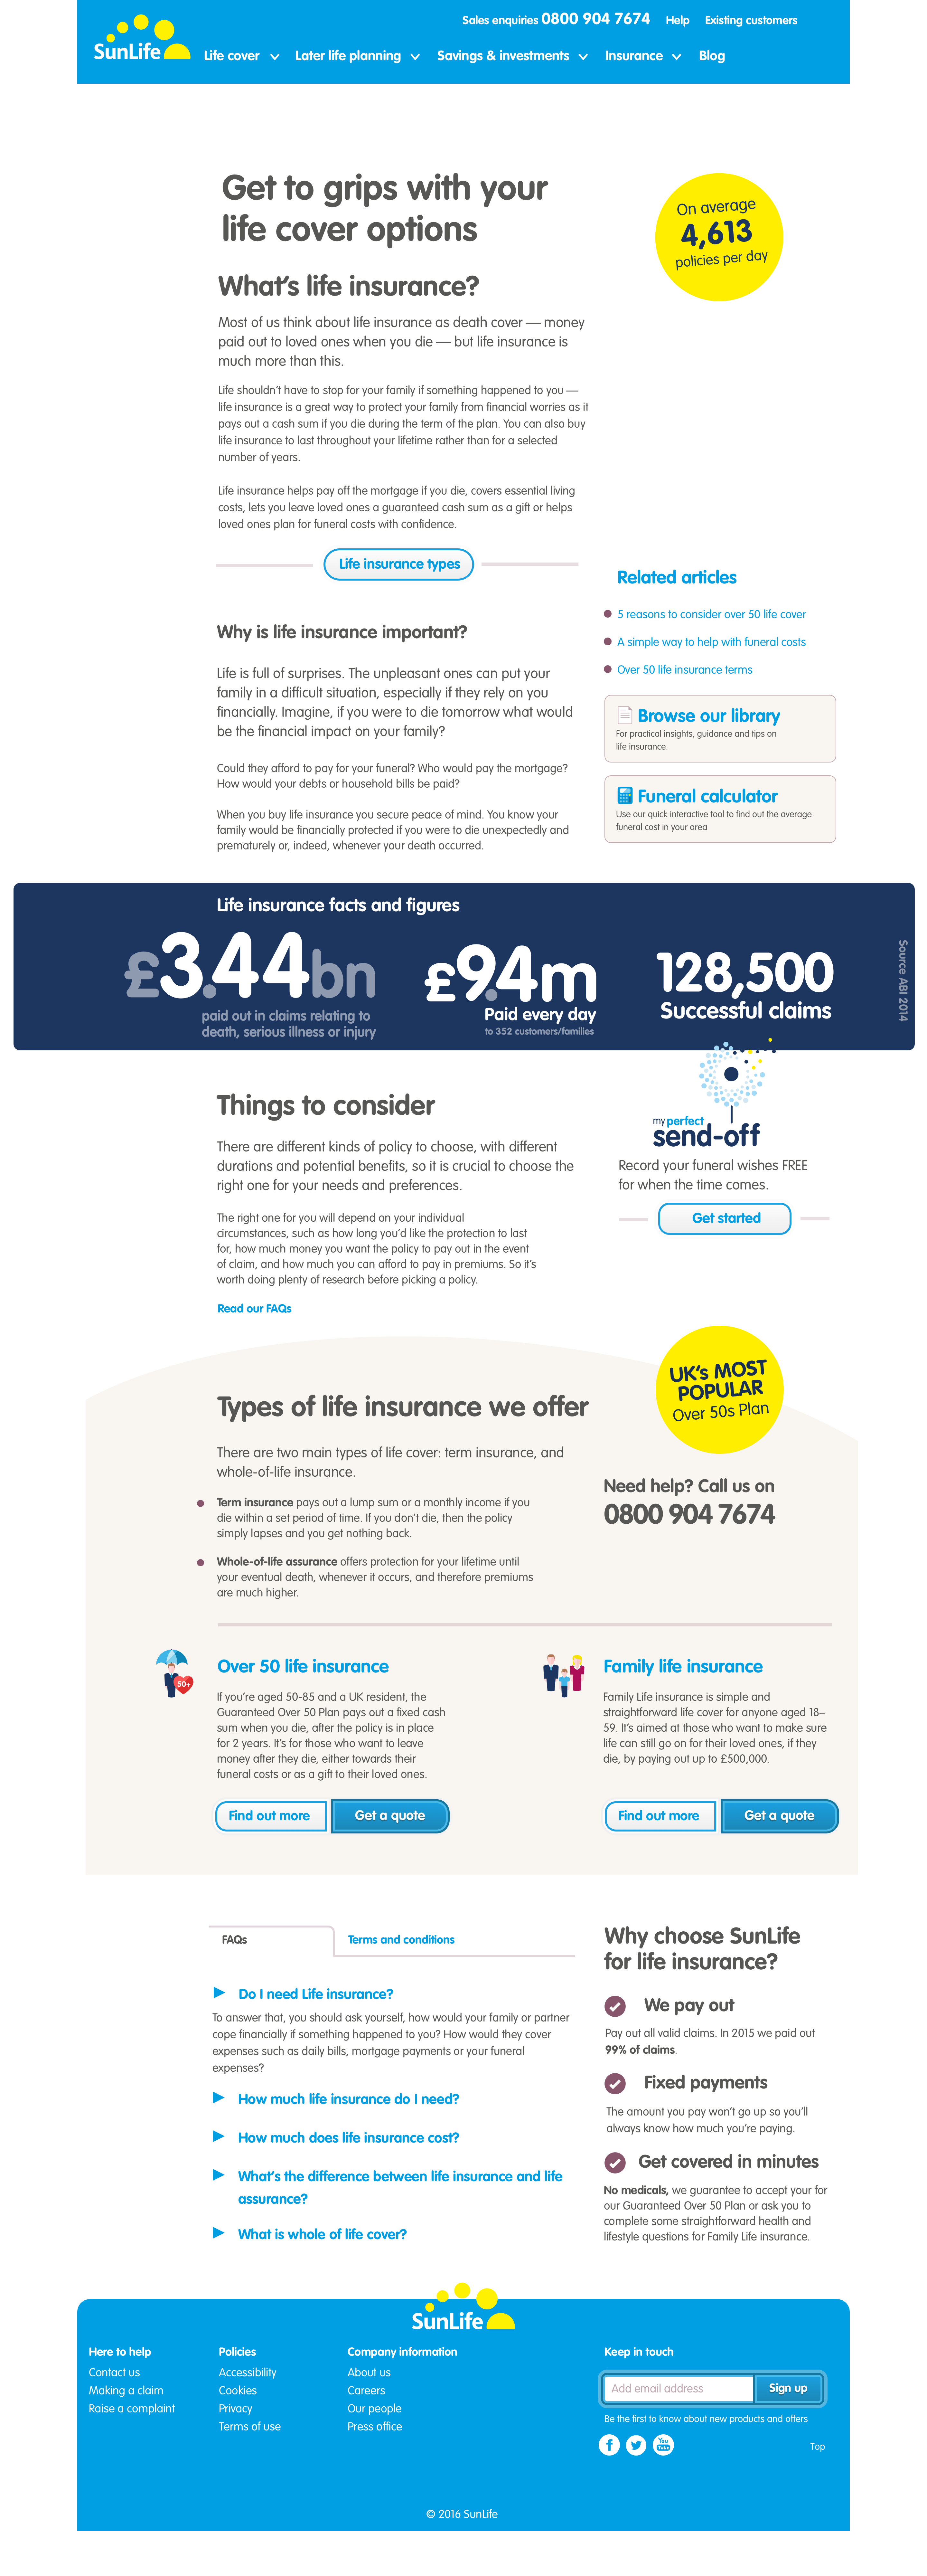 Sales enquiries 0800 904 7674 Help Existing customers
SunLife
Life cover Later life planning Savings & investments Insurance Blog
Get to grips with your
life cover options
On average
4,613
policies per day
What's life insurance?
Most of us think about life insurance as death cover — money
paid out to loved ones when you die — but life insurance is
much more than this.
Life shouldn't have to stop for your family if something happened to you —
life insurance is a great way to protect your family from financial worries as it
pays out a cash sum if you die during the term of the plan. You can also buy
life insurance to last throughout your lifetime rather than for a selected
number of years.
Life insurance helps pay off the mortgage if you die, covers essential living
costs, lets you leave loved ones a guaranteed cash sum as a gift or helps
loved ones plan for funeral costs with confidence.
Life insurance types
Why is life insurance important?
Life is full of surprises. The unpleasant ones can put your
family in a difficult situation, especially if they rely on you
financially. Imagine, if you were to die tomorrow what would
be the financial impact on your family?
Could they afford to pay for your funeral? Who would pay the mortgage?
How would your debts or household bills be paid?
When you buy life insurance you secure peace of mind. You know your
family would be financially protected if you were to die unexpectedly and
prematurely or, indeed, whenever your death occurred.
Related articles
5 reasons to consider over 50 life cover
A simple way to help with funeral costs
Over 50 life insurance terms
Browse our library
For practical insights, guidance and tips on
life insurance.
Funeral calculator
Use our quick interactive tool to find out the average
funeral cost in your area
Life insurance facts and figures
£3.44bn
paid out in claims relating to
death, serious illness or injury
£9.4m
Paid every day
to 352 customers/families
128,500
Successful claims
Source ABI 2014
Things to consider
There are different kinds of policy to choose, with different
durations and potential benefits, so it is crucial to choose the
right one for your needs and preferences.
The right one for you will depend on your individual
circumstances, such as how long you'd like the protection to last
for, how much money you want the policy to pay out in the event
of claim, and how much you can afford to pay in premiums. So it's
worth doing plenty of research before picking a policy.
Read our FAQs
my perfect
send-off
Record your funeral wishes FREE
for when the time comes.
Get started
UK's MOST
POPULAR
Over 50s Plan
Types of life insurance we offer
There are two main types of life cover: term insurance, and
whole-of-life insurance.
Term insurance pays out a lump sum or a monthly income if you
die within a set period of time. If you don't die, then the policy
simply lapses and you get nothing back.
Whole-of-life assurance offers protection for your lifetime until
your eventual death, whenever it occurs, and therefore premiums
are much higher.
Need help? Call us on
0800 904 7674
50+
Over 50 life insurance
If you're aged 50-85 and a UK resident, the
Guaranteed Over 50 Plan pays out a fixed cash
sum when you die, after the policy is in place
for 2 years. It's for those who want to leave
money after they die, either towards their
funeral costs or as a gift to their loved ones.
Find out more Get a quote
Family life insurance
Family Life insurance is simple and
straightforward life cover for anyone aged 18–
59. It's aimed at those who want to make sure
life can still go on for their loved ones, if they
die, by paying out up to £500,000.
Find out more Get a quote
FAQs Terms and conditions
Do I need Life insurance?
To answer that, you should ask yourself, how would your family or partner
cope financially if something happened to you? How would they cover
expenses such as daily bills, mortgage payments or your funeral
expenses?
How much life insurance do I need?
How much does life insurance cost?
What's the difference between life insurance and life
assurance?
What is whole of life cover?
Why choose SunLife
for life insurance?
We pay out
Pay out all valid claims. In 2015 we paid out
99% of claims.
Fixed payments
The amount you pay won't go up so you'll
always know how much you're paying.
Get covered in minutes
No medicals, we guarantee to accept your for
our Guaranteed Over 50 Plan or ask you to
complete some straightforward health and
lifestyle questions for Family Life insurance.
SunLife
Here to help
Contact us
Making a claim
Raise a complaint
Policies
Accessibility
Cookies
Privacy
Terms of use
Company information
About us
Careers
Our people
Press office
Keep in touch
Add email address Sign up
Be the first to know about new products and offers
You
Tube
Top
© 2016 SunLife